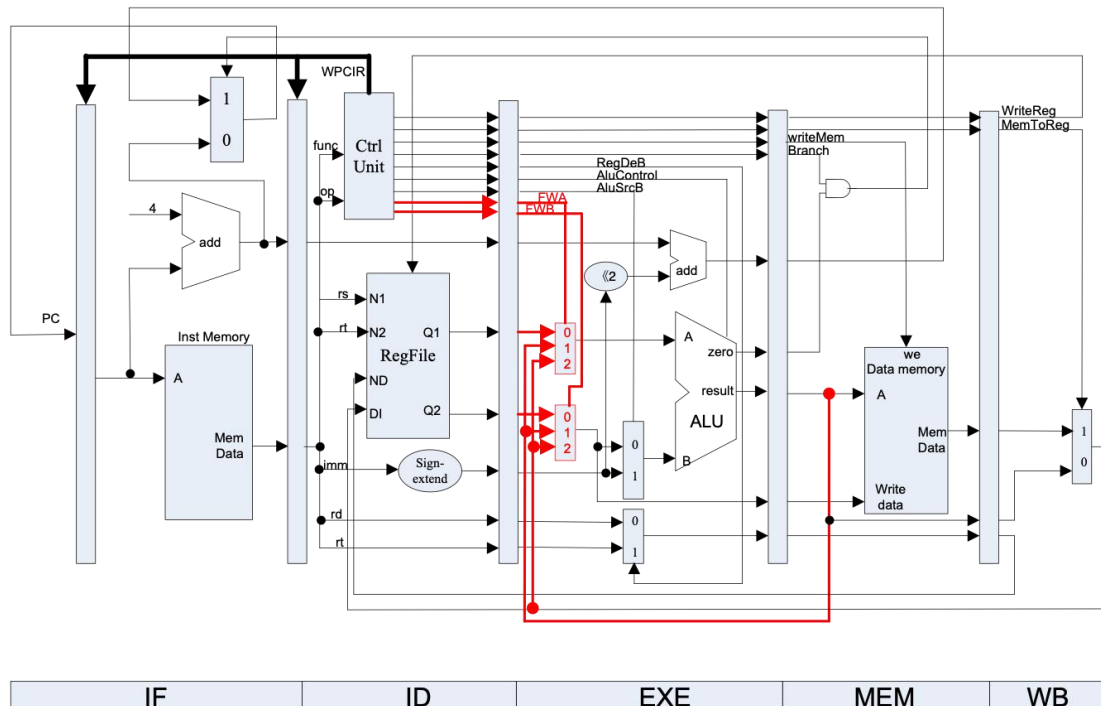 WPCIR
WriteReg
MemToReg
1
0
Ctrl
Unit
func
op
writeMem
Branch
RegDeB
AluControl
AluSrcB
FWA
FWB
4
add
《2
add
PC
Inst Memory
A
Mem
Data
rs
N1
rt
N2
Q1
RegFile
ND
DI
Q2
imm
Sign-
extend
rd
rt
0
1
2
0
1
2
A
zero
result
ALU
B
0
1
0
1
we
Data memory
A
Mem
Data
Write
data
1
0
IF
ID
EXE
MEM
WB